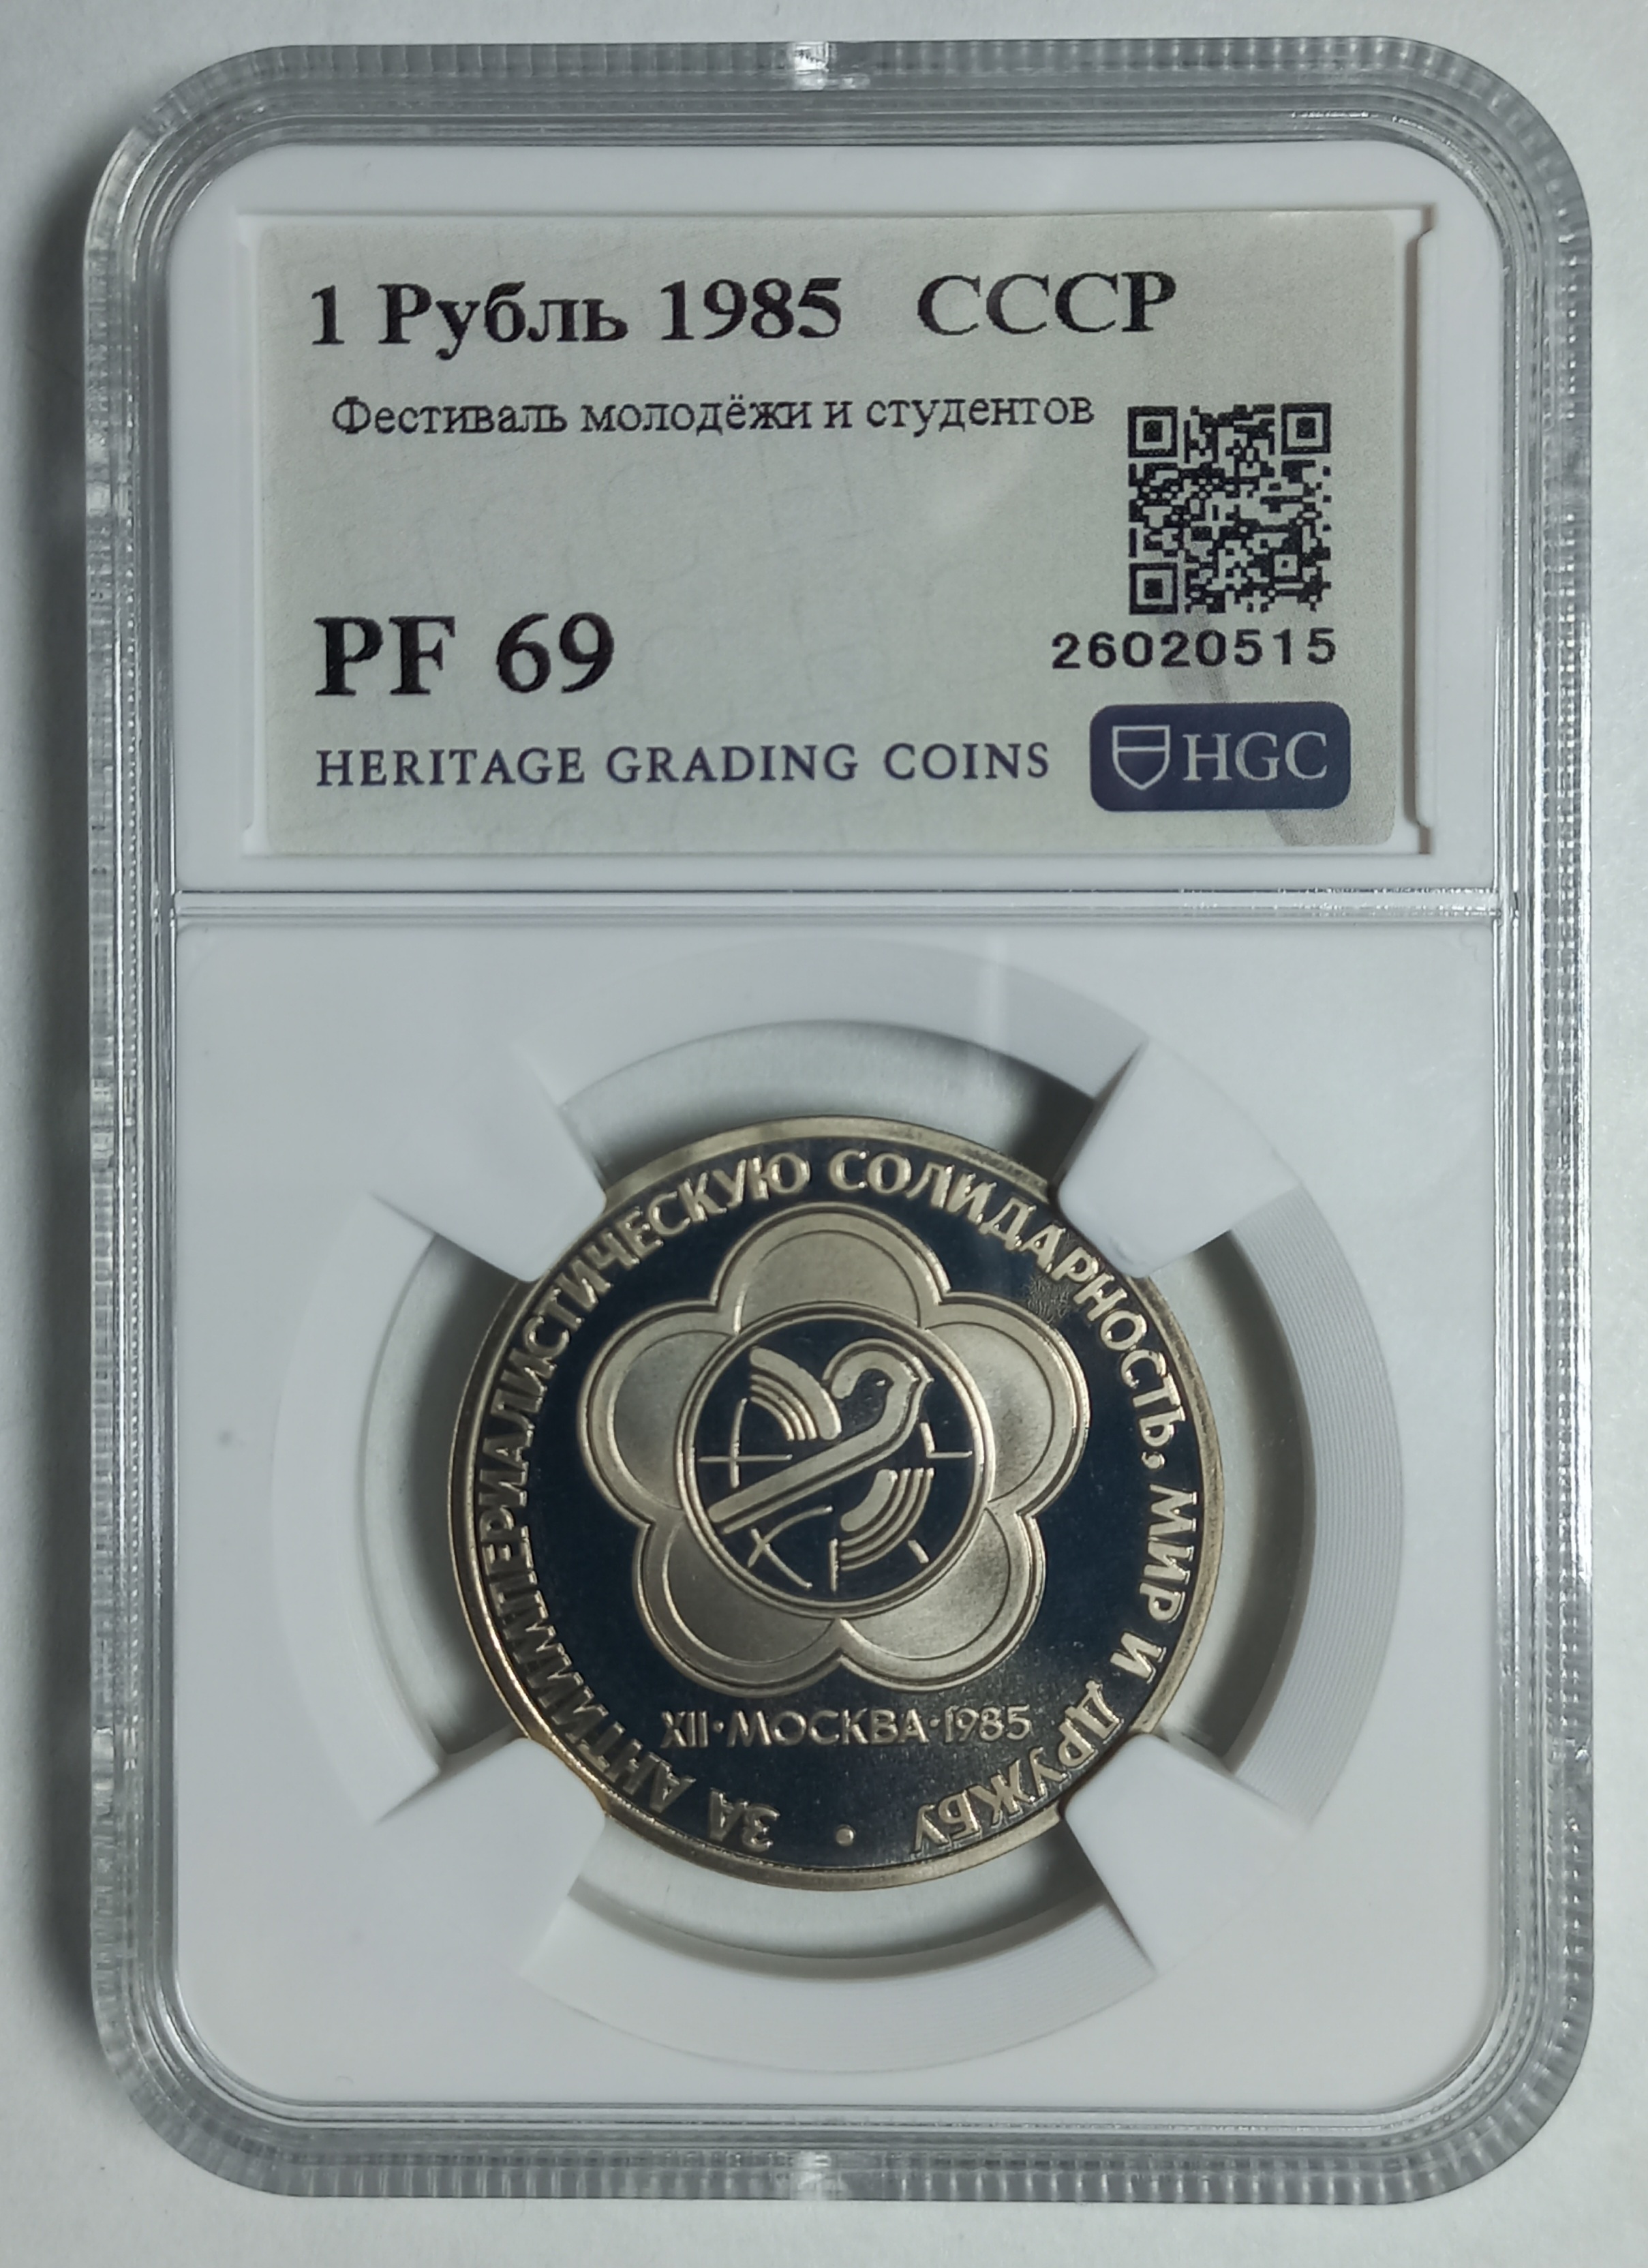 1 Рубль 1985 СССР
Фестиваль молодёжи и студентов
PF 69
26020515
HERITAGE GRADING COINS
HGC
ЗА АНТИИМПЕРИАЛИСТИЧЕСКУЮ СОЛИДАРНОСТЬ, МИР И ДРУЖБУ
XII·МОСКВА·1985